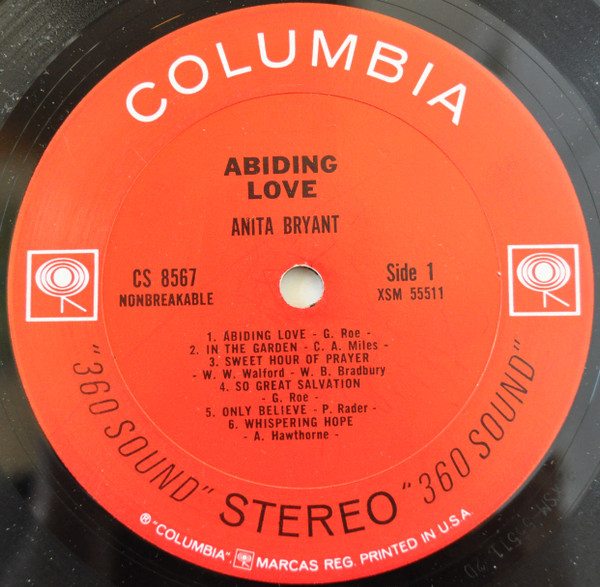 COLUMBIA
ABIDING
LOVE
ANITA BRYANT
CS 8567
NONBREAKABLE
Side 1
XSM 55511
1. ABIDING LOVE - G. Roe -
2. IN THE GARDEN - C. A. Miles -
3. SWEET HOUR OF PRAYER
- W. W. Walford - W. B. Bradbury
4. SO GREAT SALVATION
- G. Roe -
5. ONLY BELIEVE - P. Rader -
6. WHISPERING HOPE
- A. Hawthorne -
"360 SOUND" STEREO "360 SOUND"
® "COLUMBIA", MARCAS REG. PRINTED IN U.S.A.